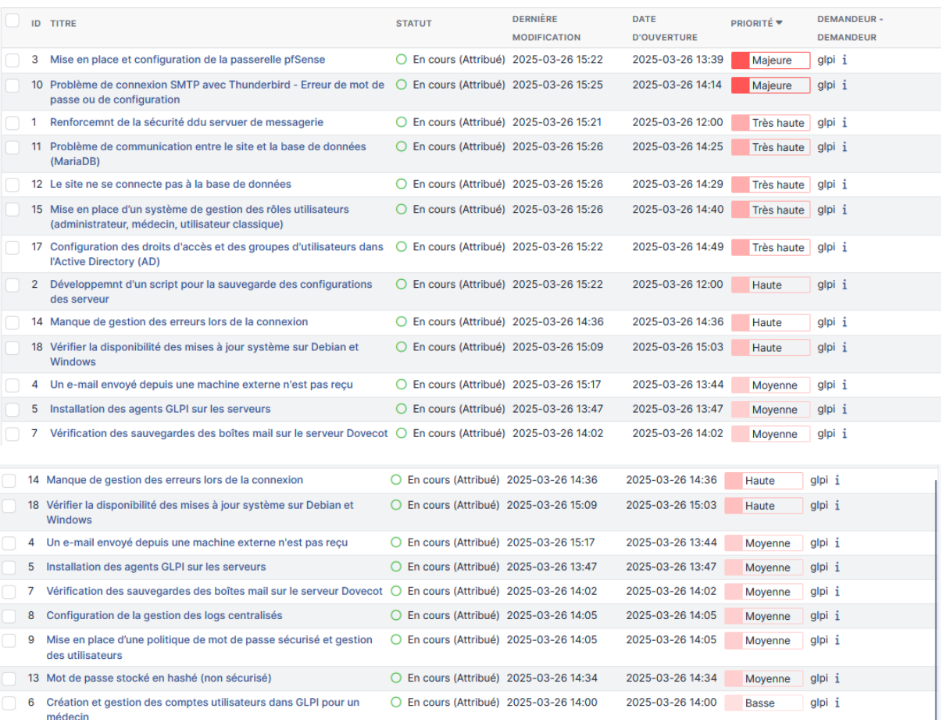 ID TITRE STATUT DERNIÈRE MODIFICATION DATE D'OUVERTURE PRIORITÉ DEMANDEUR - DEMANDEUR
3 Mise en place et configuration de la passerelle pfSense En cours (Attribué) 2025-03-26 15:22 2025-03-26 13:39 Majeure glpi i
10 Problème de connexion SMTP avec Thunderbird - Erreur de mot de En cours (Attribué) 2025-03-26 15:25 2025-03-26 14:14 Majeure glpi i
passe ou de configuration
1 Renforcemnt de la sécurité ddu servuer de messagerie En cours (Attribué) 2025-03-26 15:21 2025-03-26 12:00 Très haute glpi i
11 Problème de communication entre le site et la base de données En cours (Attribué) 2025-03-26 15:26 2025-03-26 14:25 Très haute glpi i
(MariaDB)
12 Le site ne se connecte pas à la base de données En cours (Attribué) 2025-03-26 15:26 2025-03-26 14:29 Très haute glpi i
15 Mise en place d'un système de gestion des rôles utilisateurs En cours (Attribué) 2025-03-26 15:26 2025-03-26 14:40 Très haute glpi i
(administrateur, médecin, utilisateur classique)
17 Configuration des droits d'accès et des groupes d'utilisateurs dans En cours (Attribué) 2025-03-26 15:22 2025-03-26 14:49 Très haute glpi i
l'Active Directory (AD)
2 Développemnt d'un script pour la sauvegarde des configurations En cours (Attribué) 2025-03-26 15:22 2025-03-26 12:00 Haute glpi i
des serveur
14 Manque de gestion des erreurs lors de la connexion En cours (Attribué) 2025-03-26 14:36 2025-03-26 14:36 Haute glpi i
18 Vérifier la disponibilité des mises à jour système sur Debian et En cours (Attribué) 2025-03-26 15:09 2025-03-26 15:03 Haute glpi i
Windows
4 Un e-mail envoyé depuis une machine externe n'est pas reçu En cours (Attribué) 2025-03-26 15:17 2025-03-26 13:44 Moyenne glpi i
5 Installation des agents GLPI sur les serveurs En cours (Attribué) 2025-03-26 13:47 2025-03-26 13:47 Moyenne glpi i
7 Vérification des sauvegardes des boîtes mail sur le serveur Dovecot En cours (Attribué) 2025-03-26 14:02 2025-03-26 14:02 Moyenne glpi i
14 Manque de gestion des erreurs lors de la connexion En cours (Attribué) 2025-03-26 14:36 2025-03-26 14:36 Haute glpi i
18 Vérifier la disponibilité des mises à jour système sur Debian et En cours (Attribué) 2025-03-26 15:09 2025-03-26 15:03 Haute glpi i
Windows
4 Un e-mail envoyé depuis une machine externe n'est pas reçu En cours (Attribué) 2025-03-26 15:17 2025-03-26 13:44 Moyenne glpi i
5 Installation des agents GLPI sur les serveurs En cours (Attribué) 2025-03-26 13:47 2025-03-26 13:47 Moyenne glpi i
7 Vérification des sauvegardes des boîtes mail sur le serveur Dovecot En cours (Attribué) 2025-03-26 14:02 2025-03-26 14:02 Moyenne glpi i
8 Configuration de la gestion des logs centralisés En cours (Attribué) 2025-03-26 14:05 2025-03-26 14:05 Moyenne glpi i
9 Mise en place d'une politique de mot de passe sécurisé et gestion En cours (Attribué) 2025-03-26 14:05 2025-03-26 14:05 Moyenne glpi i
des utilisateurs
13 Mot de passe stocké en hashé (non sécurisé) En cours (Attribué) 2025-03-26 14:34 2025-03-26 14:34 Moyenne glpi i
6 Création et gestion des comptes utilisateurs dans GLPI pour un En cours (Attribué) 2025-03-26 14:00 2025-03-26 14:00 Basse glpi i
médecin